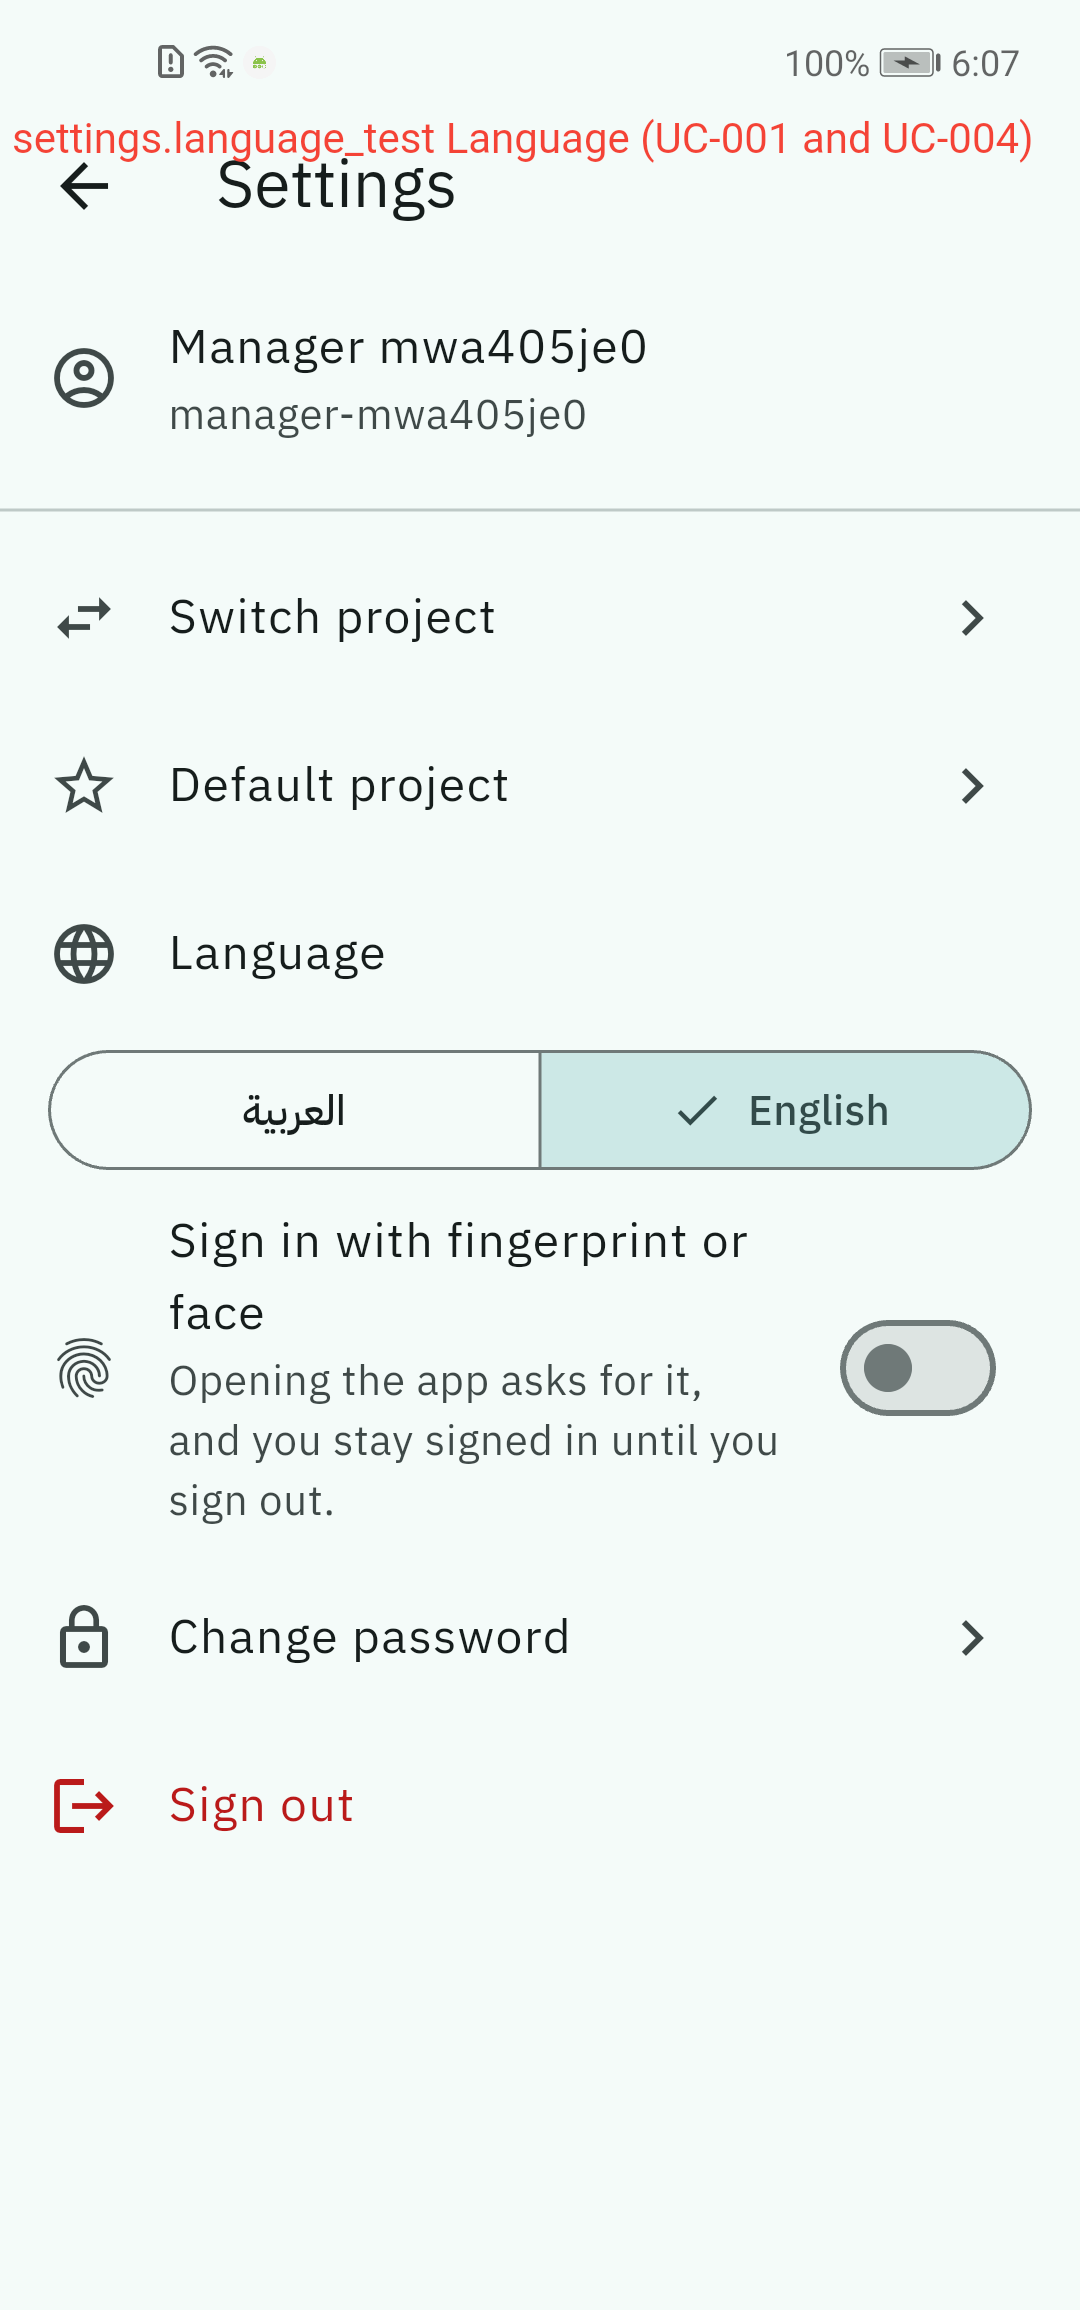 100% 6:07
settings.language_test Language (UC-001 and UC-004)
Settings
Manager mwa405je0
manager-mwa405je0
Switch project
Default project
Language
العربية
English
Sign in with fingerprint or
face
Opening the app asks for it,
and you stay signed in until you
sign out.
Change password
Sign out